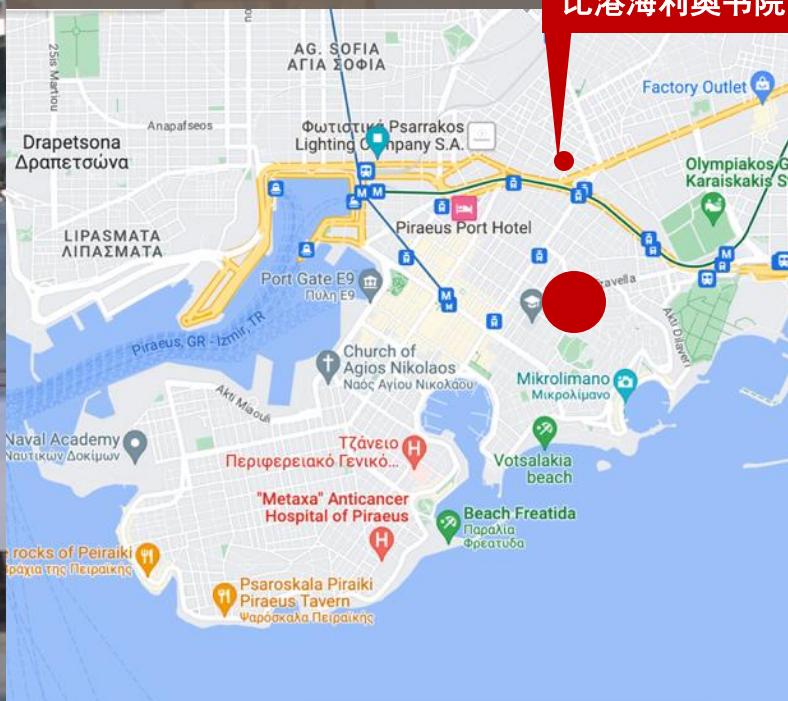 比港海利奥书院
25is Martiou
AG. SOFIA
ΑΓΙΑ ΣΟΦΙΑ
Factory Outlet
Anapafseos
Φωτιστικά Psarrakos
Lighting Company S.A.
Drapetsona
Δραπετσώνα
Olympiakos G
Karaiskakis S
M
M
Piraeus Port Hotel
LIPASMATA
ΛΙΠΑΣΜΑΤΑ
M
Port Gate E9
Πύλη Ε9
M
Piraeus, GR - Izmir, TR
Akti Dilaveri
Church of
Agios Nikolaos
Ναός Αγίου Νικολάου
Mikrolimano
Μικρολίμανο
Akti Miaouli
Naval Academy
Ναυτικών Δοκίμων
Τζάνειο
Περιφερειακό Γενικό...
H
Votsalakia
beach
"Metaxa" Anticancer
Hospital of Piraeus
H
Beach Freatida
Παραλία
Φρεατύδα
rocks of Peiraiki
της Πειραϊκής
Psaroskala Piraiki
Piraeus Tavern
Ψαρόσκαλα Πειραϊκής